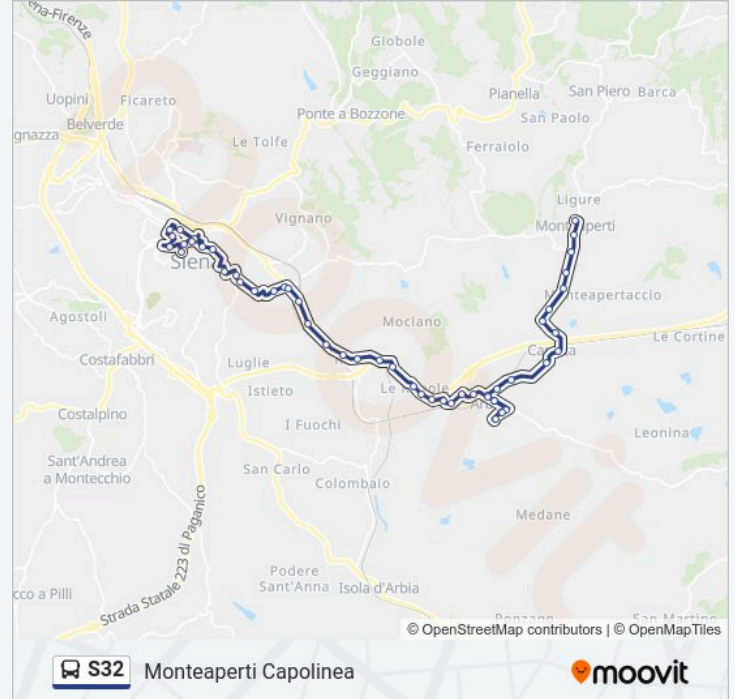 ena-Firenze
Globole
Geggiano
Uopini
Ficareto
Pianella
San Piero
Barca
Belverde
Ponte a Bozzone
San Paolo
gnazza
Le Tolfe
Ferraiolo
Ligure
Vignano
Monteaperti
Siena
Monteapertaccio
Agostoli
Mociano
Le Cortine
Costafabbri
Luglie
Istieto
Costalpino
I Fuochi
Leonina
Sant'Andrea
a Montecchio
San Carlo
Colombaio
Medane
Strada Statale 223 di Paganico
Podere
Sant'Anna
Isola d'Arbia
cco a Pilli
San Martino
© OpenStreetMap contributors | © OpenMapTiles
S32
Monteaperti Capolinea
moovit